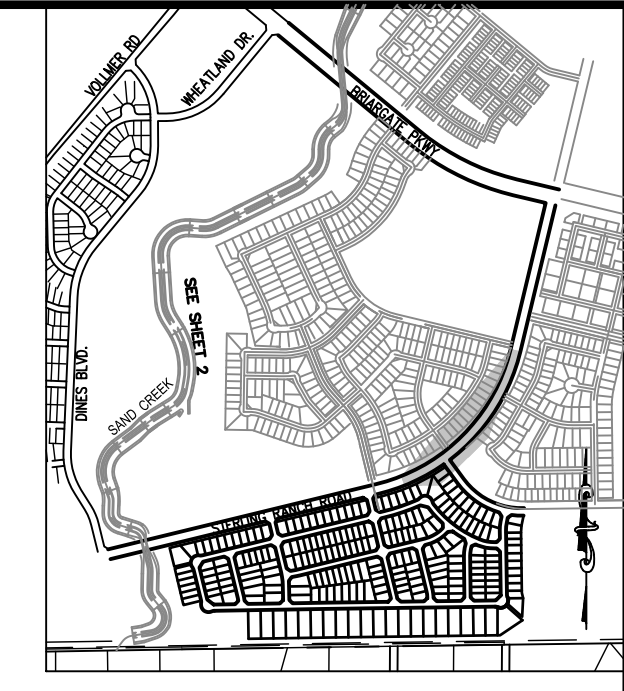 VOLLMER RD
WHEATLAND DR.
BRIARGATE PKWY
SEE SHEET 2
DINES BLVD.
SAND CREEK
STERLING RANCH ROAD